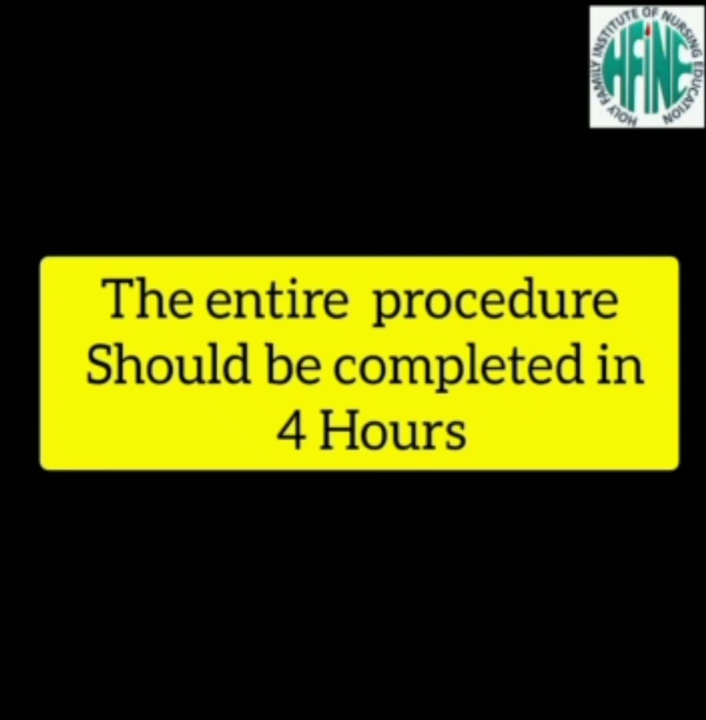 HOLY FAMILY INSTITUTE OF NURSING EDUCATION
HFINE
The entire procedure
Should be completed in
4 Hours